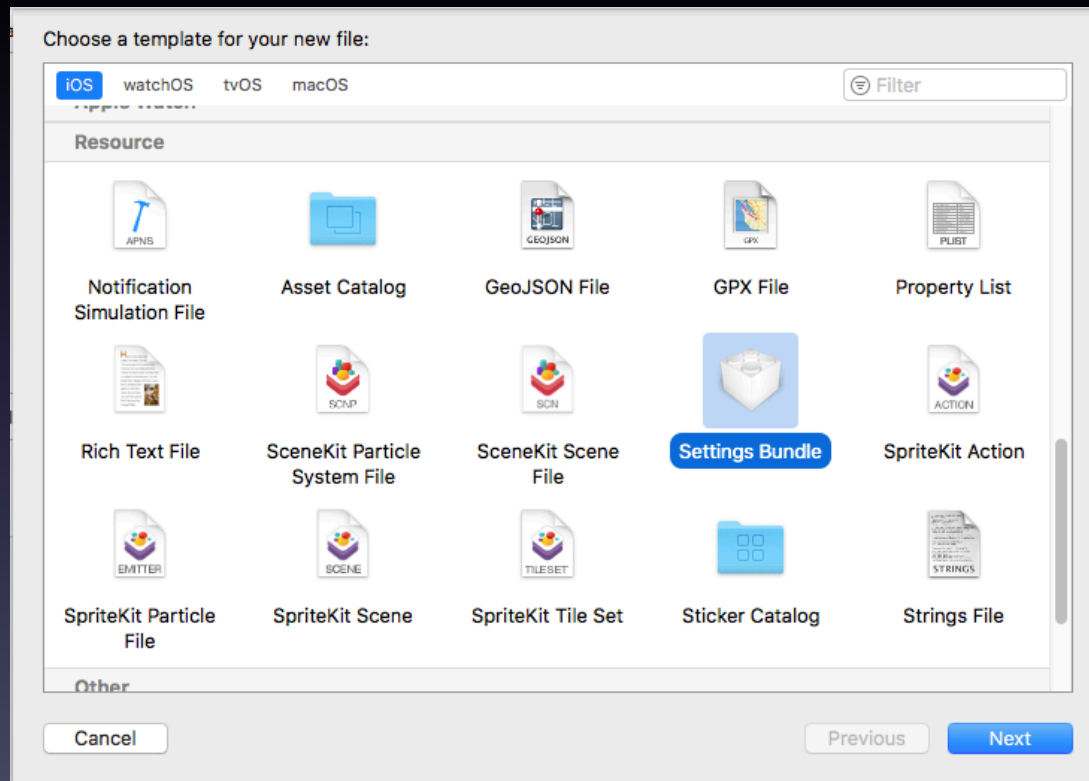 Choose a template for your new file:
iOS watchOS tvOS macOS Filter
Apple Watch
Resource
APNS GEOJSON GPX PLIST
Notification Simulation File
Asset Catalog
GeoJSON File
GPX File
Property List
SCNP SCN ACTION
Rich Text File
SceneKit Particle System File
SceneKit Scene File
Settings Bundle
SpriteKit Action
EMITTER SCENE TILESET STRINGS
SpriteKit Particle File
SpriteKit Scene
SpriteKit Tile Set
Sticker Catalog
Strings File
Other
Cancel Previous Next